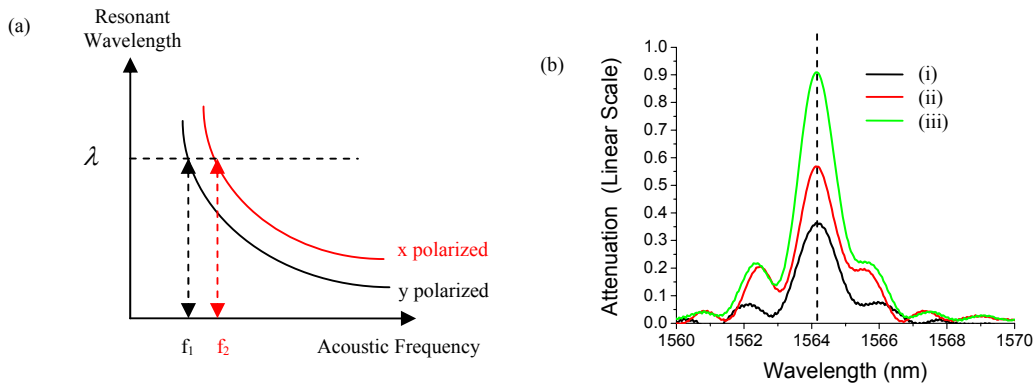 (a)
Resonant
Wavelength
λ
x polarized
y polarized
f₁
f₂
Acoustic Frequency
(b)
Attenuation (Linear Scale)
1.0
0.9
0.8
0.7
0.6
0.5
0.4
0.3
0.2
0.1
0.0
(i)
(ii)
(iii)
1560 1562 1564 1566 1568 1570
Wavelength (nm)